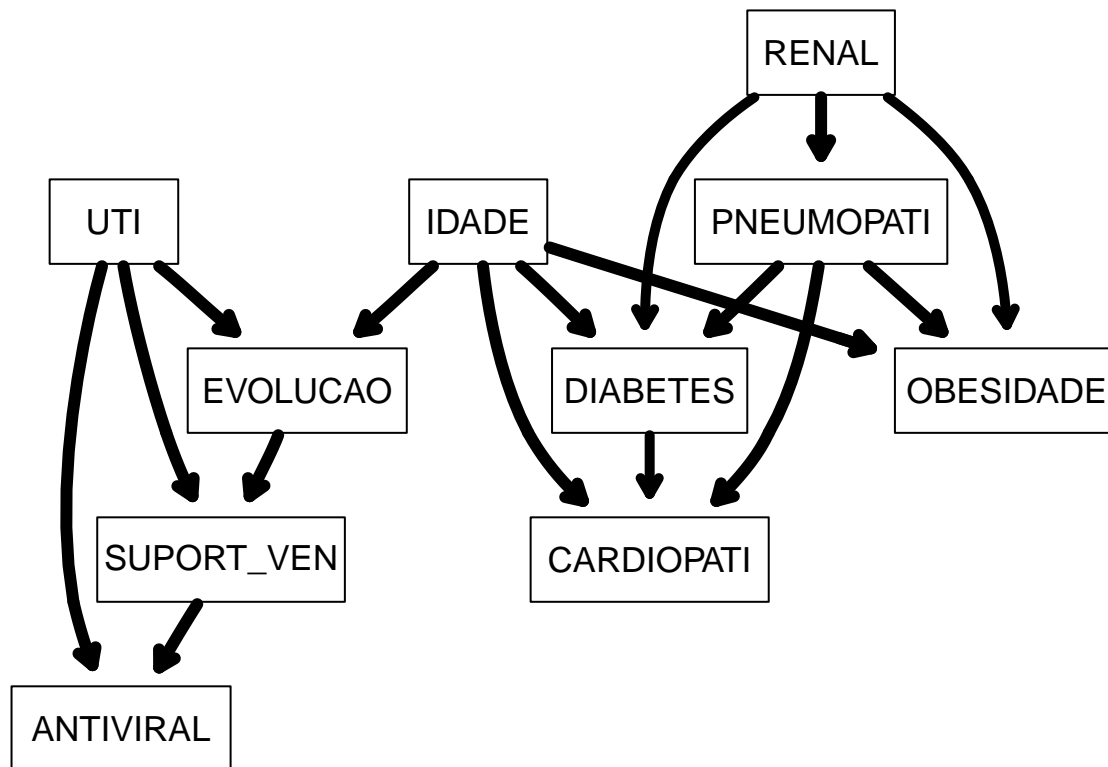 RENAL
UTI
IDADE
PNEUMOPATI
EVOLUCAO
DIABETES
OBESIDADE
SUPORT_VEN
CARDIOPATI
ANTIVIRAL